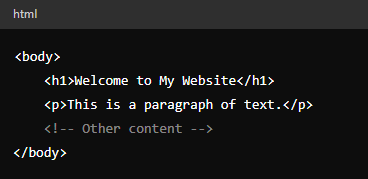 html
<body>
    <h1>Welcome to My Website</h1>
    <p>This is a paragraph of text.</p>
    <!-- Other content -->
</body>